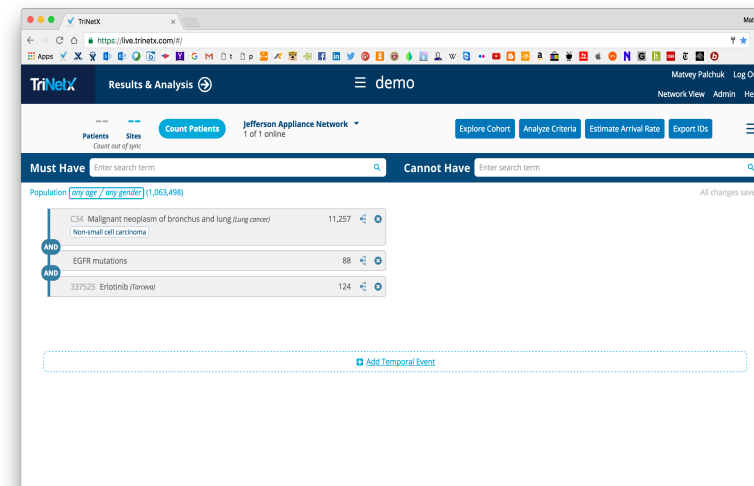 TriNetX
Mat
https://live.trinetx.com/#/
Apps
TriNetX
Results & Analysis
demo
Matvey Palchuk Log O
Network View Admin He
-- --
Patients Sites
Count out of sync
Count Patients
Jefferson Appliance Network
1 of 1 online
Explore Cohort
Analyze Criteria
Estimate Arrival Rate
Export IDs
Must Have
Enter search term
Cannot Have
Enter search term
Population any age / any gender (1,063,498)
All changes save
C34 Malignant neoplasm of bronchus and lung (Lung cancer) 11,257
Non-small cell carcinoma
AND
EGFR mutations 88
AND
337525 Erlotinib (Tarceva) 124
Add Temporal Event